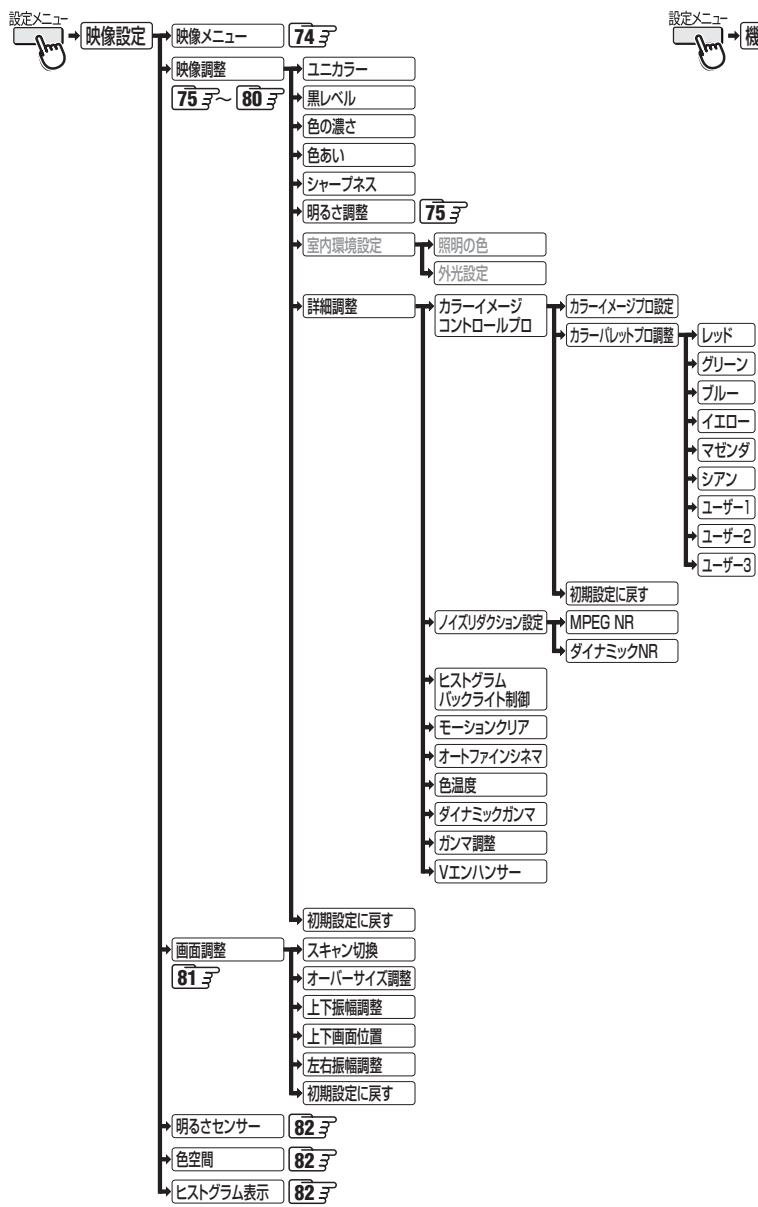 設定メニュー
映像設定
映像メニュー
74
映像調整
75 ～ 80
ユニカラー
黒レベル
色の濃さ
色あい
シャープネス
明るさ調整
75
室内環境設定
照明の色
外光設定
詳細調整
カラーイメージ
コントロールプロ
カラーイメージプロ設定
カラーパレットプロ調整
レッド
グリーン
ブルー
イエロー
マゼンダ
シアン
ユーザー1
ユーザー2
ユーザー3
初期設定に戻す
ノイズリダクション設定
MPEG NR
ダイナミックNR
ヒストグラム
バックライト制御
モーションクリア
オートファインシネマ
色温度
ダイナミックガンマ
ガンマ調整
Vエンハンサー
初期設定に戻す
画面調整
81
スキャン切換
オーバーサイズ調整
上下振幅調整
上下画面位置
左右振幅調整
初期設定に戻す
明るさセンサー
82
色空間
82
ヒストグラム表示
82
設定メニュー
機